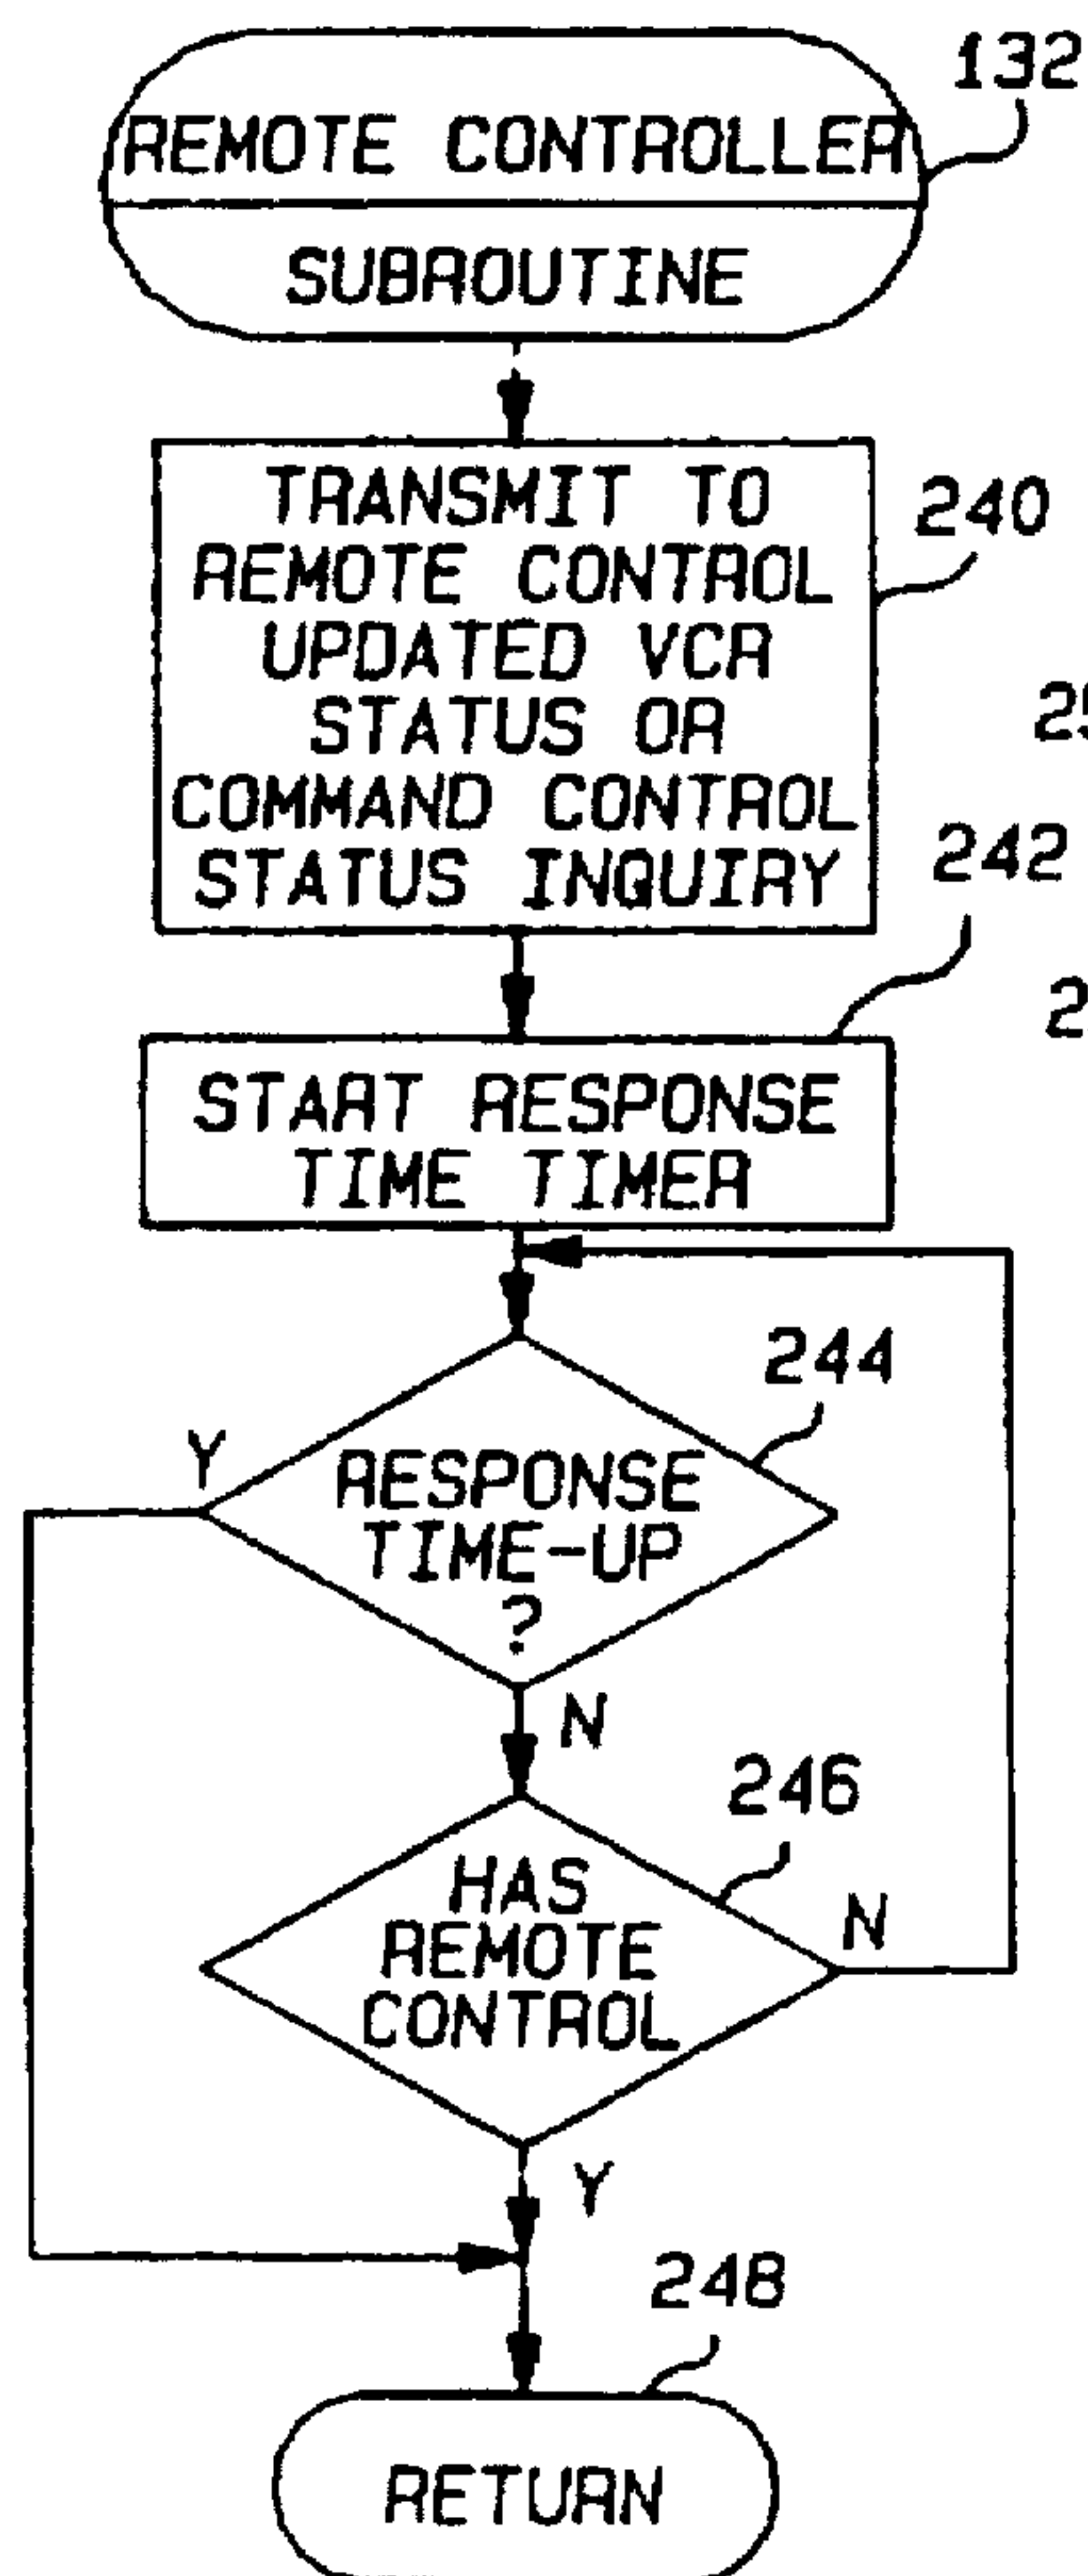 132
REMOTE CONTROLLER
SUBROUTINE
TRANSMIT TO
REMOTE CONTROL
UPDATED VCR
STATUS OR
COMMAND CONTROL
STATUS INQUIRY
240
242
START RESPONSE
TIME TIMER
244
Y
RESPONSE
TIME-UP
?
N
246
HAS
REMOTE
CONTROL
N
Y
248
RETURN